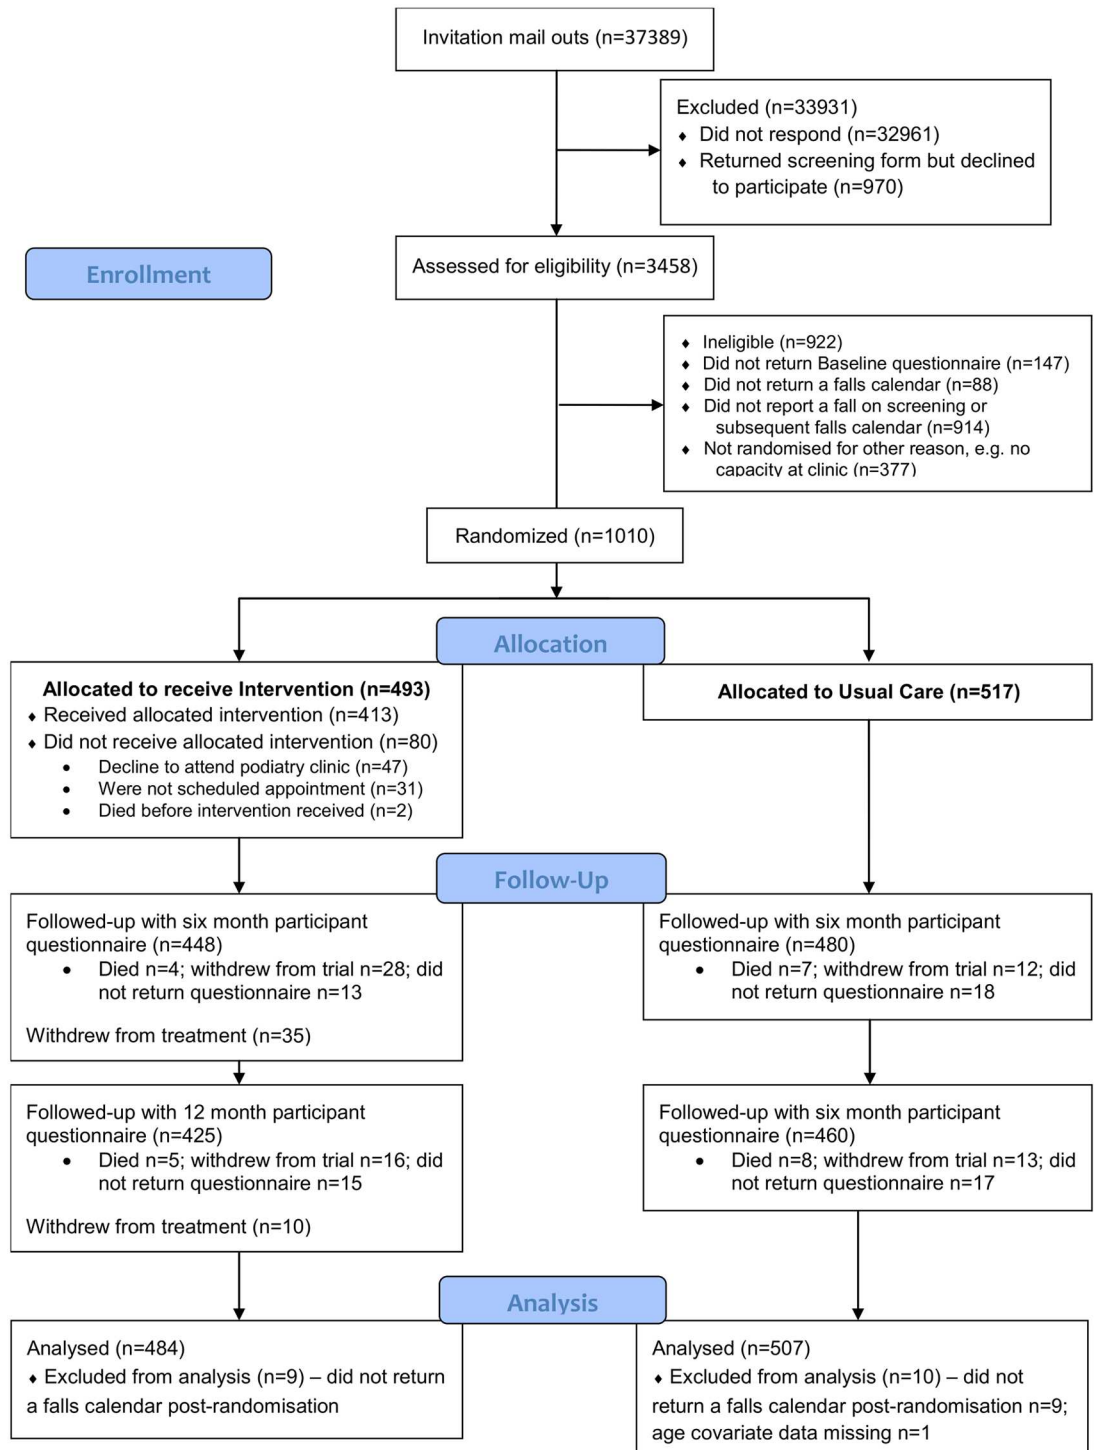 Invitation mail outs (n=37389)
Excluded (n=33931)
♦ Did not respond (n=32961)
♦ Returned screening form but declined
to participate (n=970)
Assessed for eligibility (n=3458)
Enrollment
♦ Ineligible (n=922)
♦ Did not return Baseline questionnaire (n=147)
♦ Did not return a falls calendar (n=88)
♦ Did not report a fall on screening or
subsequent falls calendar (n=914)
♦ Not randomised for other reason, e.g. no
capacity at clinic (n=377)
Randomized (n=1010)
Allocation
Allocated to receive Intervention (n=493)
♦ Received allocated intervention (n=413)
♦ Did not receive allocated intervention (n=80)
• Decline to attend podiatry clinic (n=47)
• Were not scheduled appointment (n=31)
• Died before intervention received (n=2)
Allocated to Usual Care (n=517)
Follow-Up
Followed-up with six month participant
questionnaire (n=448)
• Died n=4; withdrew from trial n=28; did
not return questionnaire n=13
Withdrew from treatment (n=35)
Followed-up with six month participant
questionnaire (n=480)
• Died n=7; withdrew from trial n=12; did
not return questionnaire n=18
Followed-up with 12 month participant
questionnaire (n=425)
• Died n=5; withdrew from trial n=16; did
not return questionnaire n=15
Withdrew from treatment (n=10)
Followed-up with six month participant
questionnaire (n=460)
• Died n=8; withdrew from trial n=13; did
not return questionnaire n=17
Analysis
Analysed (n=484)
♦ Excluded from analysis (n=9) – did not return
a falls calendar post-randomisation
Analysed (n=507)
♦ Excluded from analysis (n=10) – did not
return a falls calendar post-randomisation n=9;
age covariate data missing n=1